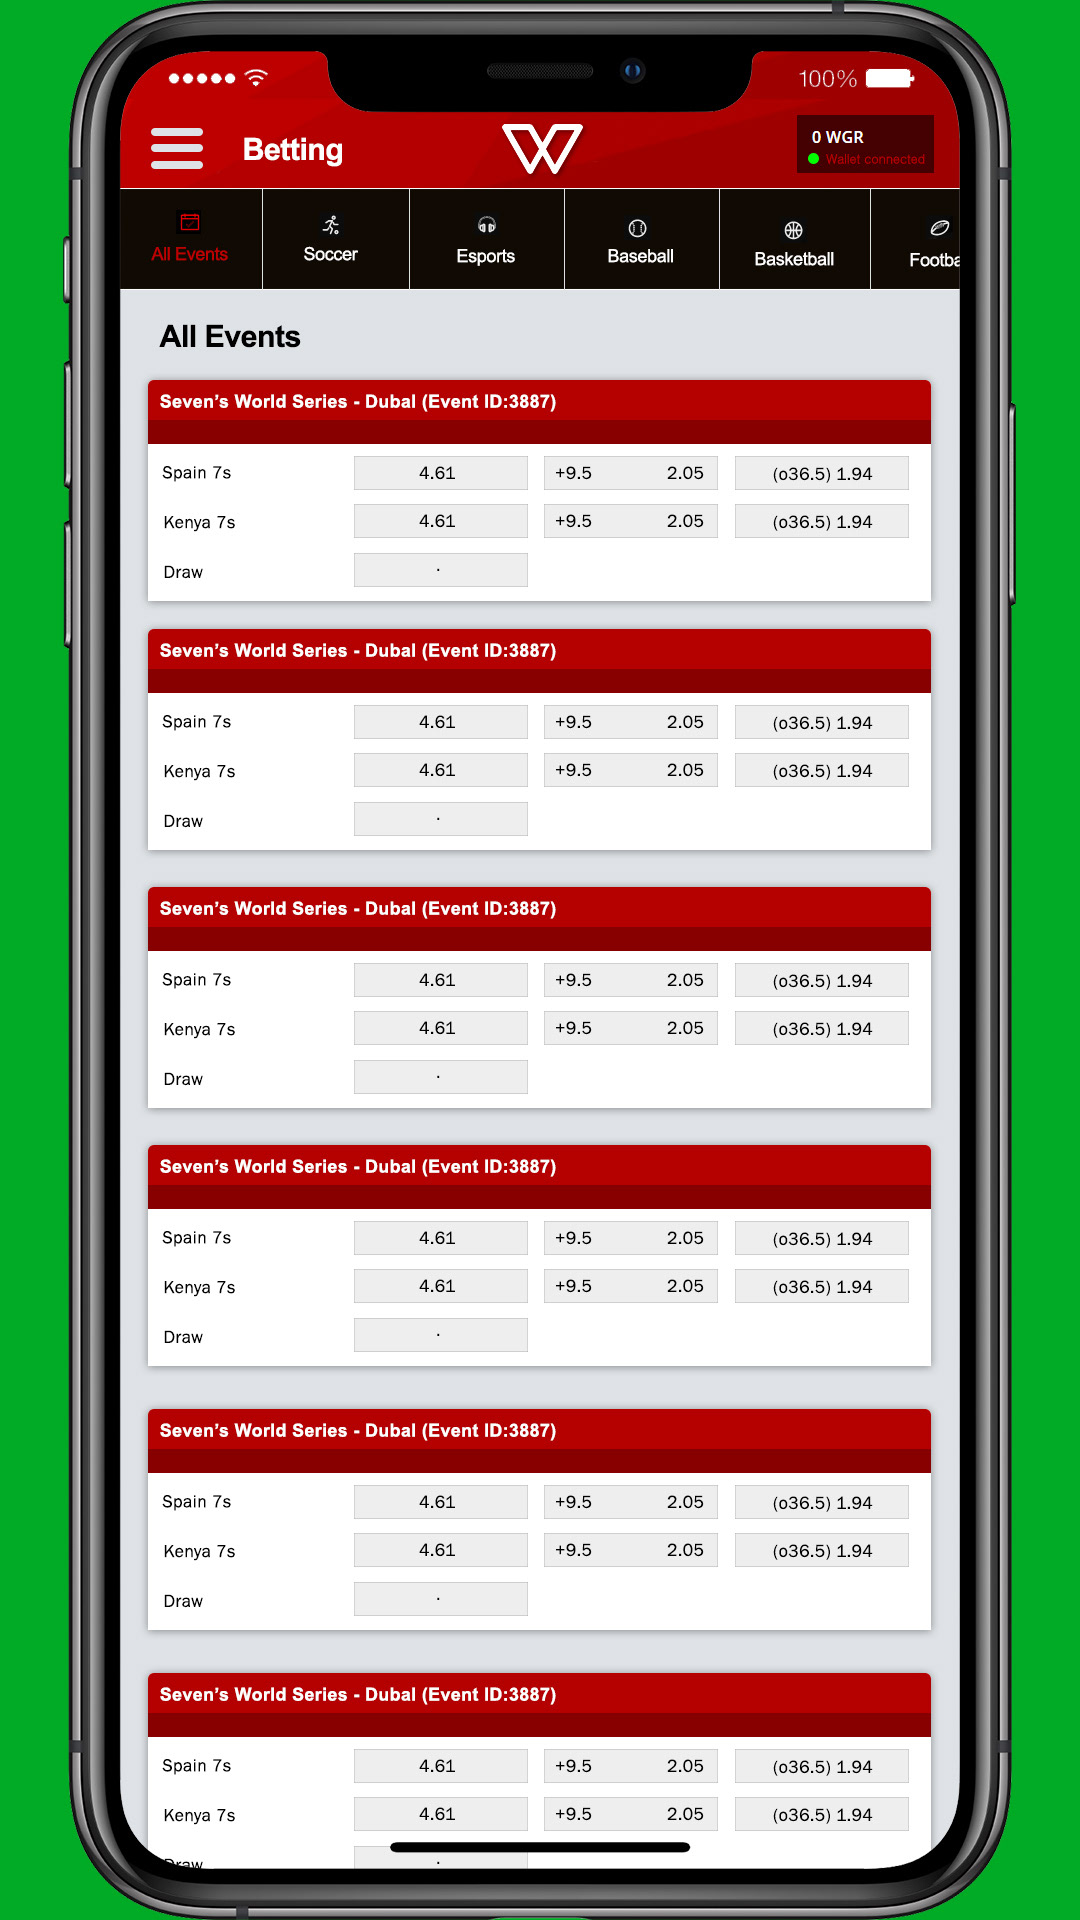 100%
Betting
0 WGR
Wallet connected
All Events
Soccer
Esports
Baseball
Basketball
Footba
All Events
Seven’s World Series - Dubal (Event ID:3887)
Spain 7s 4.61 +9.5 2.05 (o36.5) 1.94
Kenya 7s 4.61 +9.5 2.05 (o36.5) 1.94
Draw .
Seven’s World Series - Dubal (Event ID:3887)
Spain 7s 4.61 +9.5 2.05 (o36.5) 1.94
Kenya 7s 4.61 +9.5 2.05 (o36.5) 1.94
Draw .
Seven’s World Series - Dubal (Event ID:3887)
Spain 7s 4.61 +9.5 2.05 (o36.5) 1.94
Kenya 7s 4.61 +9.5 2.05 (o36.5) 1.94
Draw .
Seven’s World Series - Dubal (Event ID:3887)
Spain 7s 4.61 +9.5 2.05 (o36.5) 1.94
Kenya 7s 4.61 +9.5 2.05 (o36.5) 1.94
Draw .
Seven’s World Series - Dubal (Event ID:3887)
Spain 7s 4.61 +9.5 2.05 (o36.5) 1.94
Kenya 7s 4.61 +9.5 2.05 (o36.5) 1.94
Draw .
Seven’s World Series - Dubal (Event ID:3887)
Spain 7s 4.61 +9.5 2.05 (o36.5) 1.94
Kenya 7s 4.61 +9.5 2.05 (o36.5) 1.94
Draw .